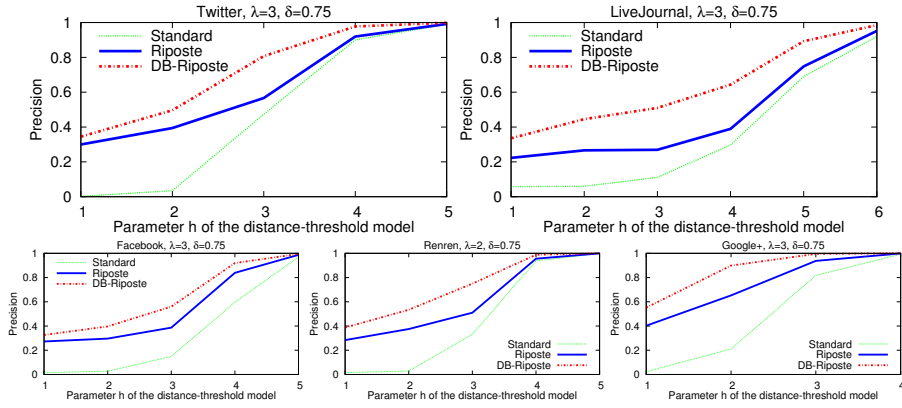 Twitter, λ=3, δ=0.75
Precision
1
0.8
0.6
0.4
0.2
0
Standard
Riposte
DB-Riposte
1 2 3 4 5
Parameter h of the distance-threshold model
LiveJournal, λ=3, δ=0.75
Precision
1
0.8
0.6
0.4
0.2
0
Standard
Riposte
DB-Riposte
1 2 3 4 5 6
Parameter h of the distance-threshold model
Facebook, λ=3, δ=0.75
Precision
1
0.8
0.6
0.4
0.2
0
Standard
Riposte
DB-Riposte
1 2 3 4 5
Parameter h of the distance-threshold model
Renren, λ=2, δ=0.75
Precision
1
0.8
0.6
0.4
0.2
0
Standard
Riposte
DB-Riposte
1 2 3 4 5
Parameter h of the distance-threshold model
Google+, λ=3, δ=0.75
Precision
1
0.8
0.6
0.4
0.2
0
Standard
Riposte
DB-Riposte
1 2 3 4
Parameter h of the distance-threshold model